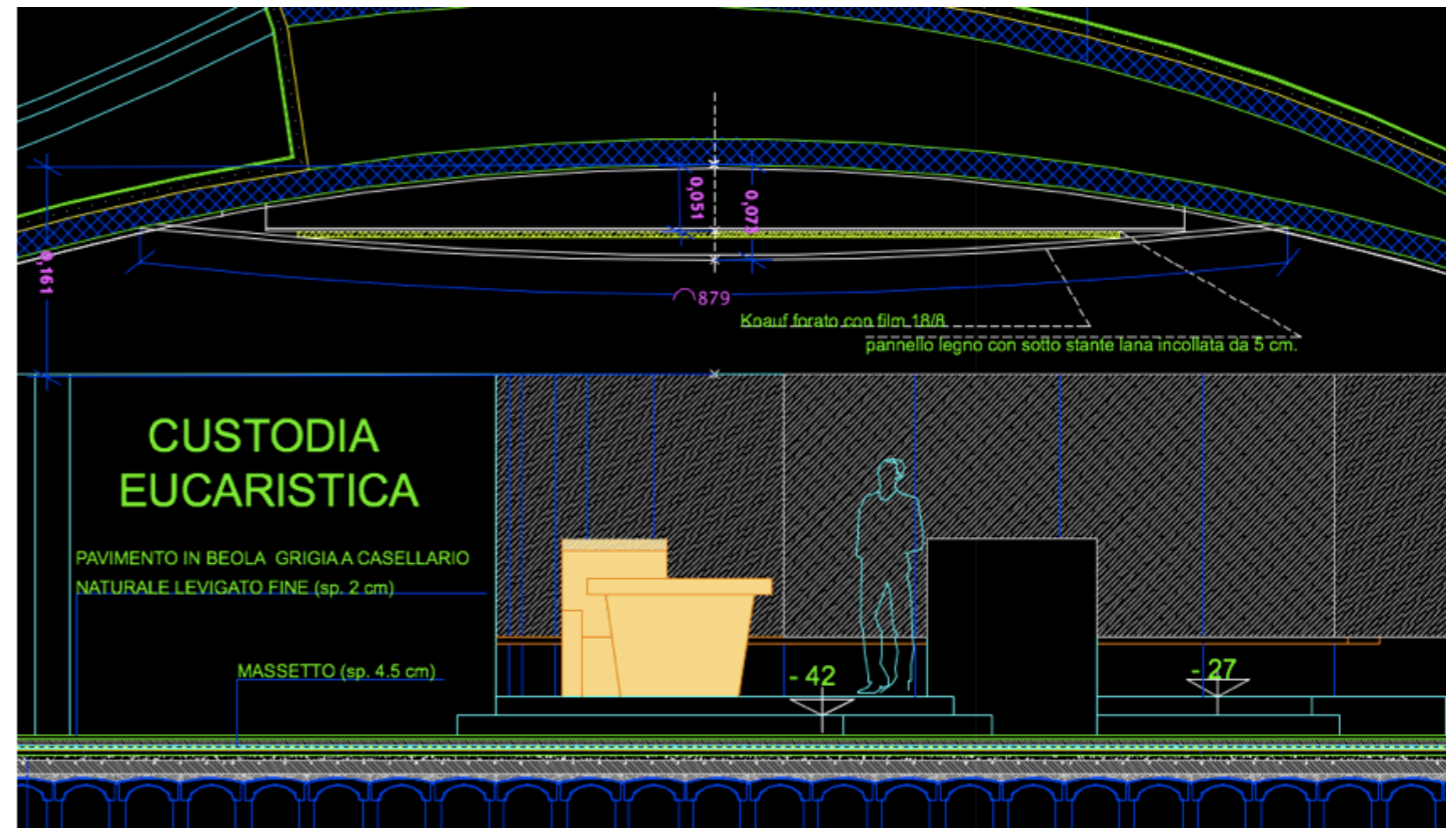 0,051
0,075
0,161
879
Knauf forato con film 18/8
pannello legno con sotto stante lana incollata da 5 cm.
CUSTODIA
EUCARISTICA
PAVIMENTO IN BEOLA GRIGIA A CASELLARIO
NATURALE LEVIGATO FINE (sp. 2 cm)
MASSETTO (sp. 4.5 cm)
- 42
- 27